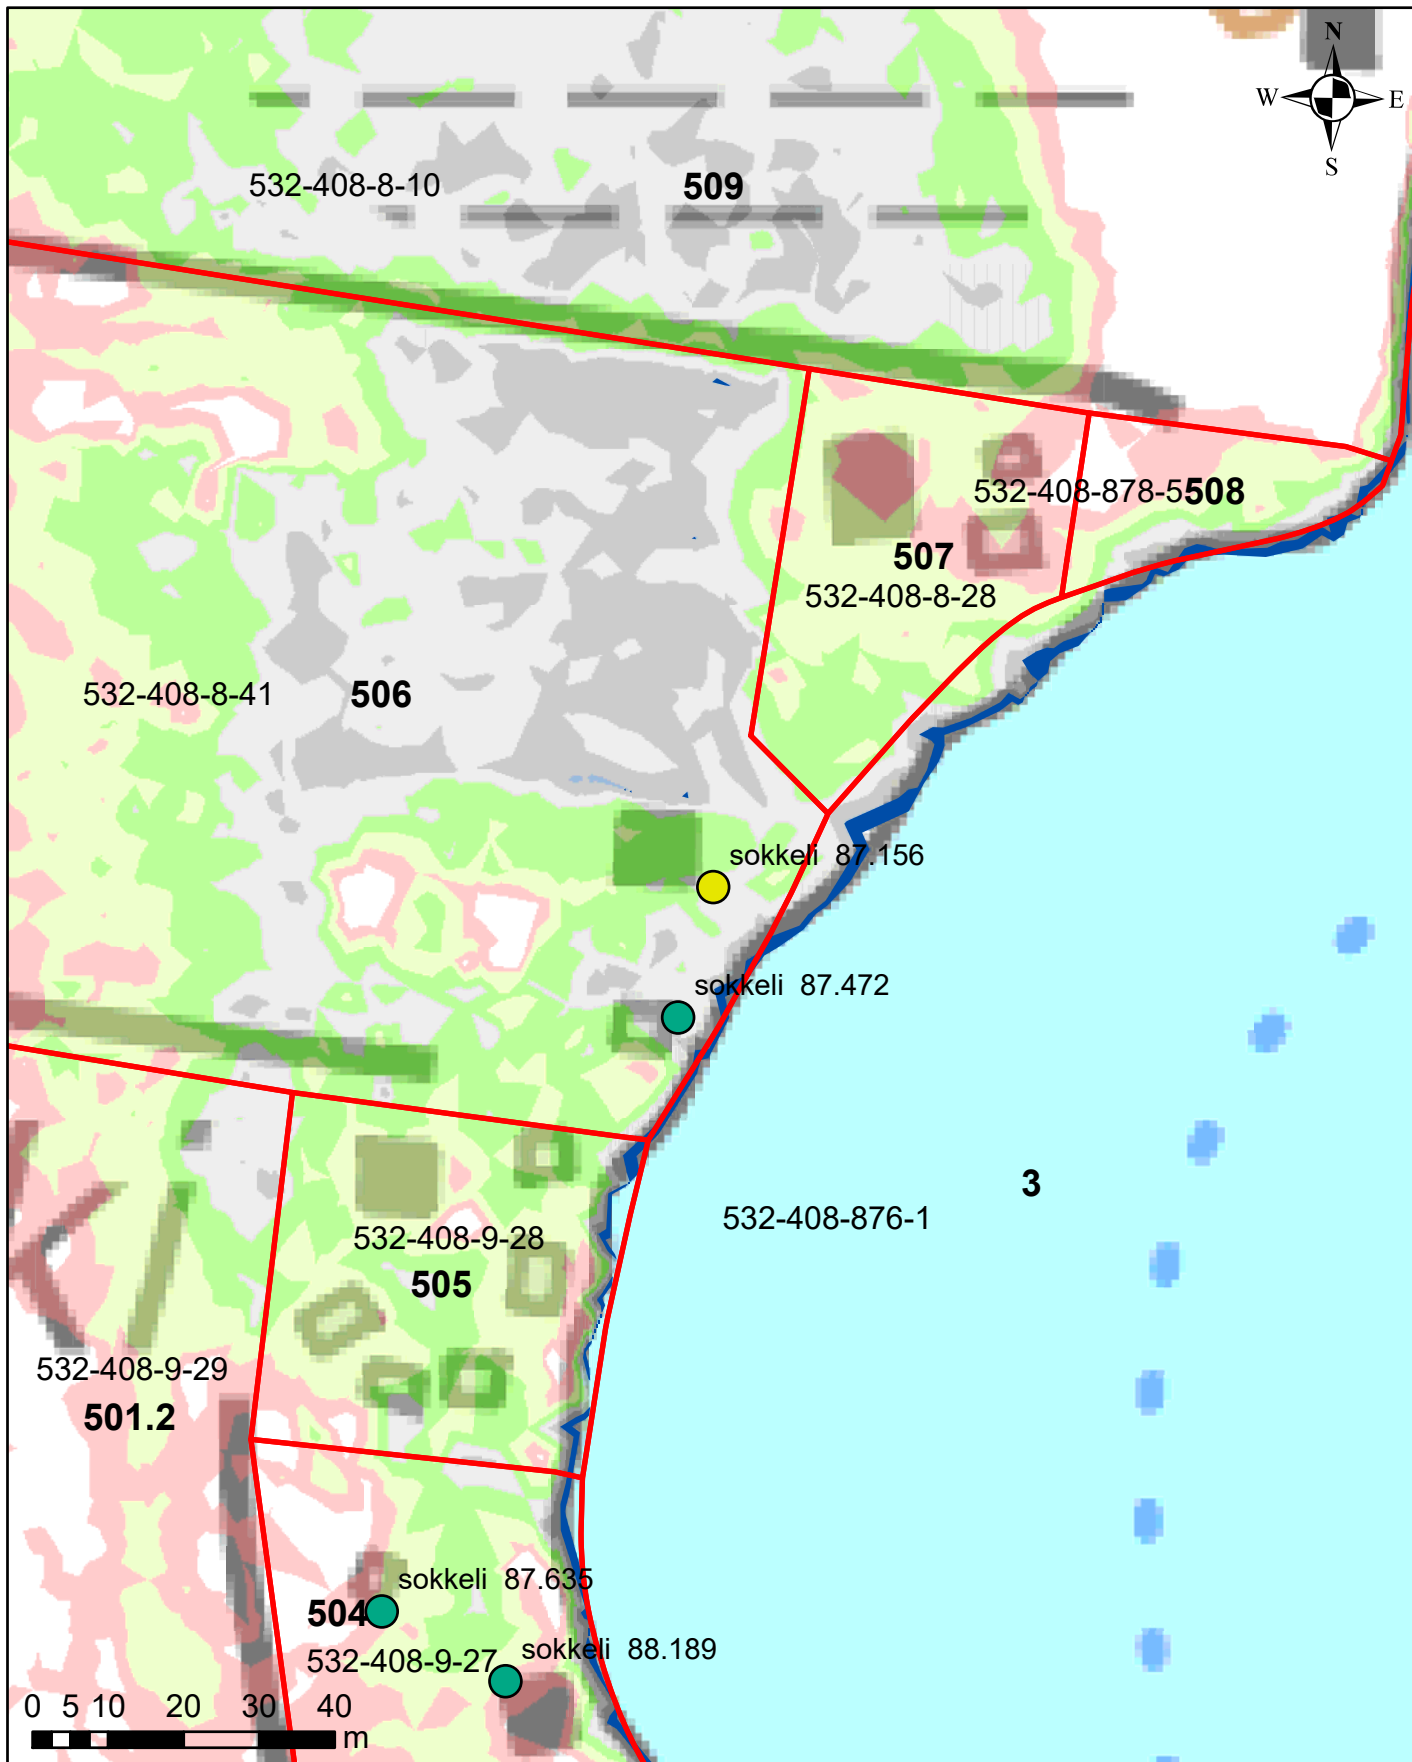 N
W E
S
532-408-8-10 509
532-408-878-5 508
507
532-408-8-28
532-408-8-41 506
sokkeli 87.156
sokkeli 87.472
3
532-408-876-1
532-408-9-28
505
532-408-9-29
501.2
sokkeli 87.635
504
sokkeli 88.189
532-408-9-27
0 5 10 20 30 40
m